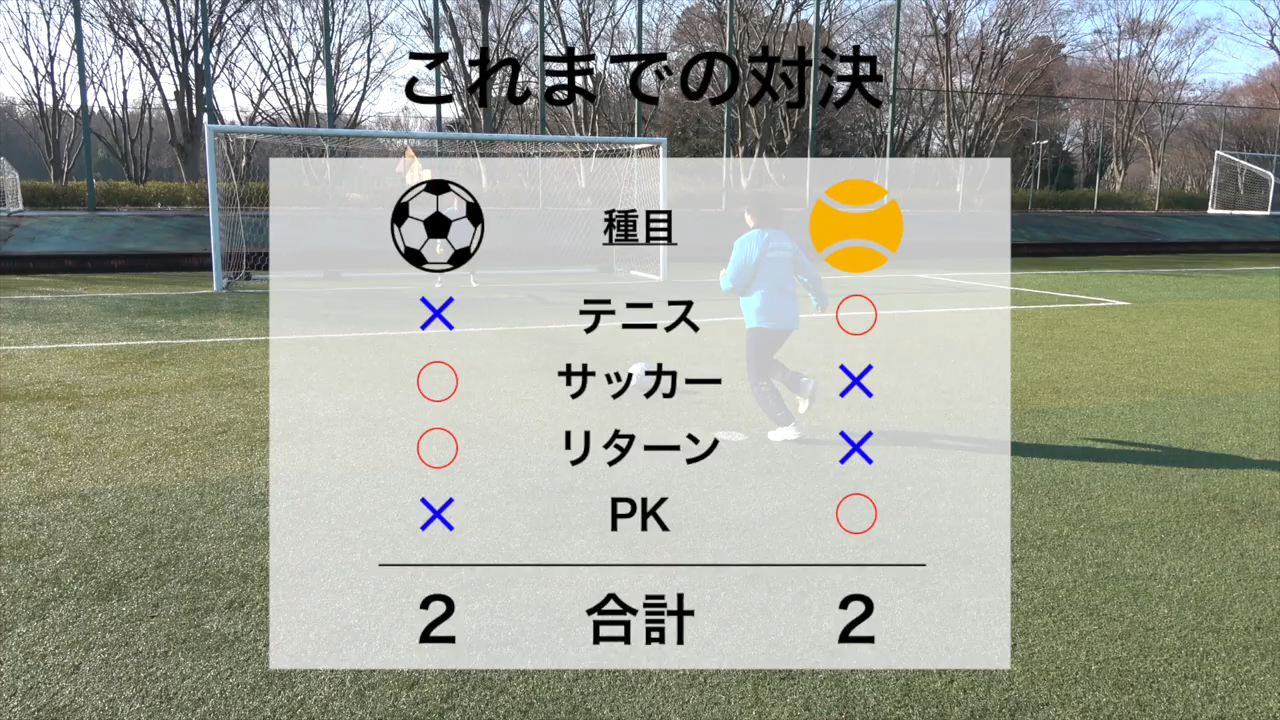 これまでの対決
種目
× テニス ○
○ サッカー ×
○ リターン ×
× PK ○
2 合計 2